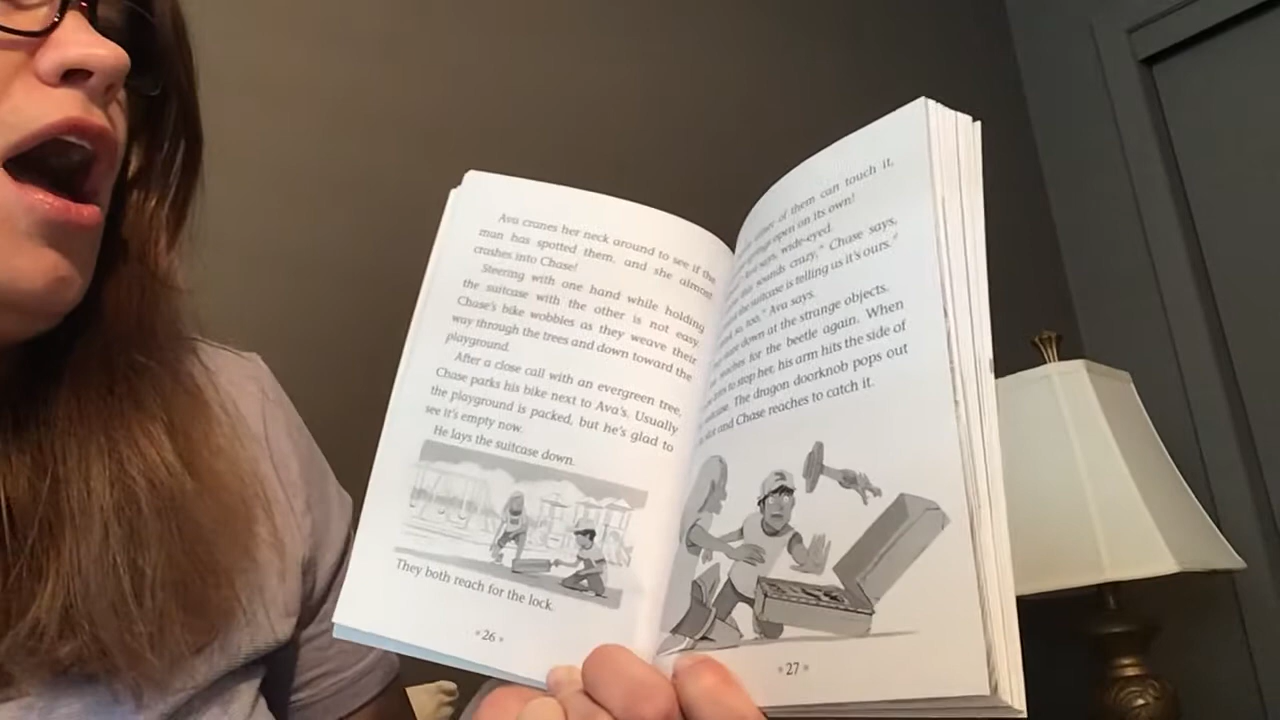 Ava cranes her neck around to see if the
man has spotted them, and she almost
crashes into Chase!
Steering with one hand while holding
the suitcase with the other is not easy.
Chase's bike wobbles as they weave their
way through the trees and down toward the
playground.
After a close call with an evergreen tree,
Chase parks his bike next to Ava's. Usually
the playground is packed, but he's glad to
see it's empty now.
He lays the suitcase down.
They both reach for the lock.
26
of them can touch it,
open on its own!
says, wide-eyed.
this sounds crazy," Chase says,
the suitcase is telling us it's ours."
so, too," Ava says.
down at the strange objects.
for the beetle again. When
to stop her, his arm hits the side of
The dragon doorknob pops out
and Chase reaches to catch it.
27